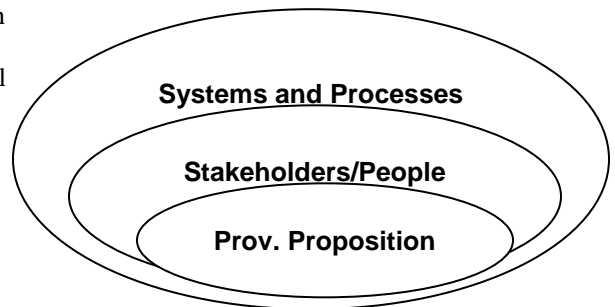 Systems and Processes
Stakeholders/People
Prov. Proposition